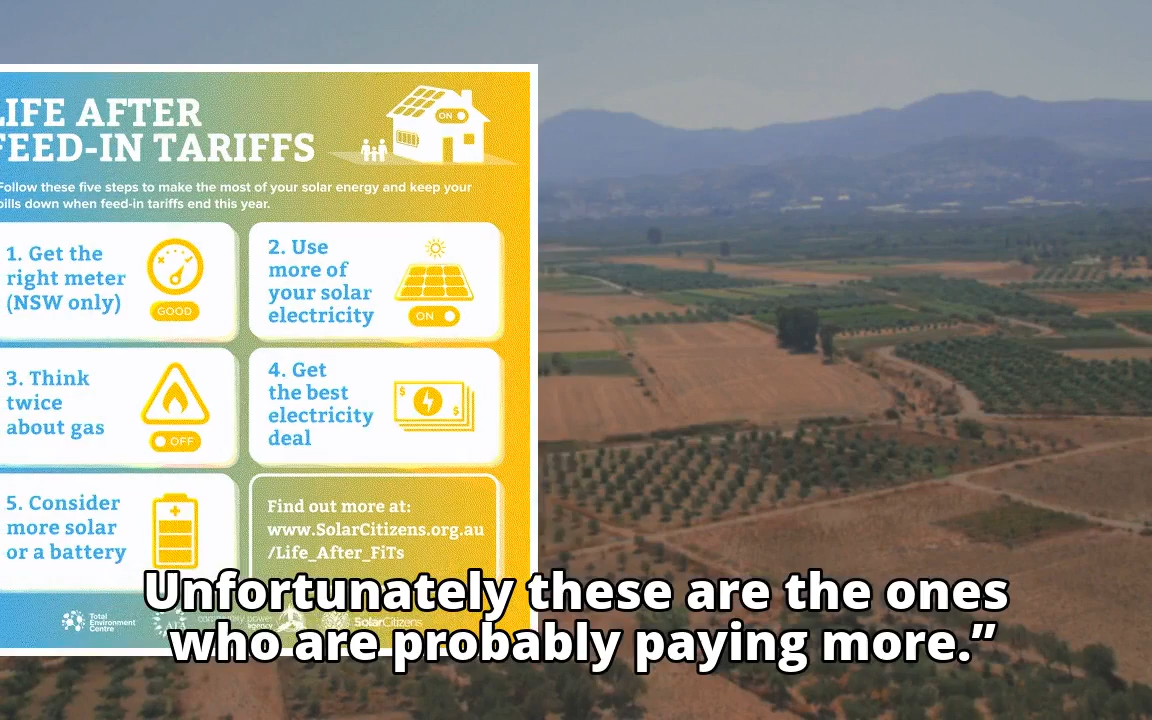 LIFE AFTER
FEED-IN TARIFFS
ON
Follow these five steps to make the most of your solar energy and keep your
bills down when feed-in tariffs end this year.
1. Get the
right meter
(NSW only)
GOOD
2. Use
more of
your solar
electricity
ON
3. Think
twice
about gas
OFF
4. Get
the best
electricity
deal
$
$
5. Consider
more solar
or a battery
Find out more at:
www.SolarCitizens.org.au
/Life_After_FiTs
Total
Environment
Centre
community power
agency
SolarCitizens
Unfortunately these are the ones
who are probably paying more.”